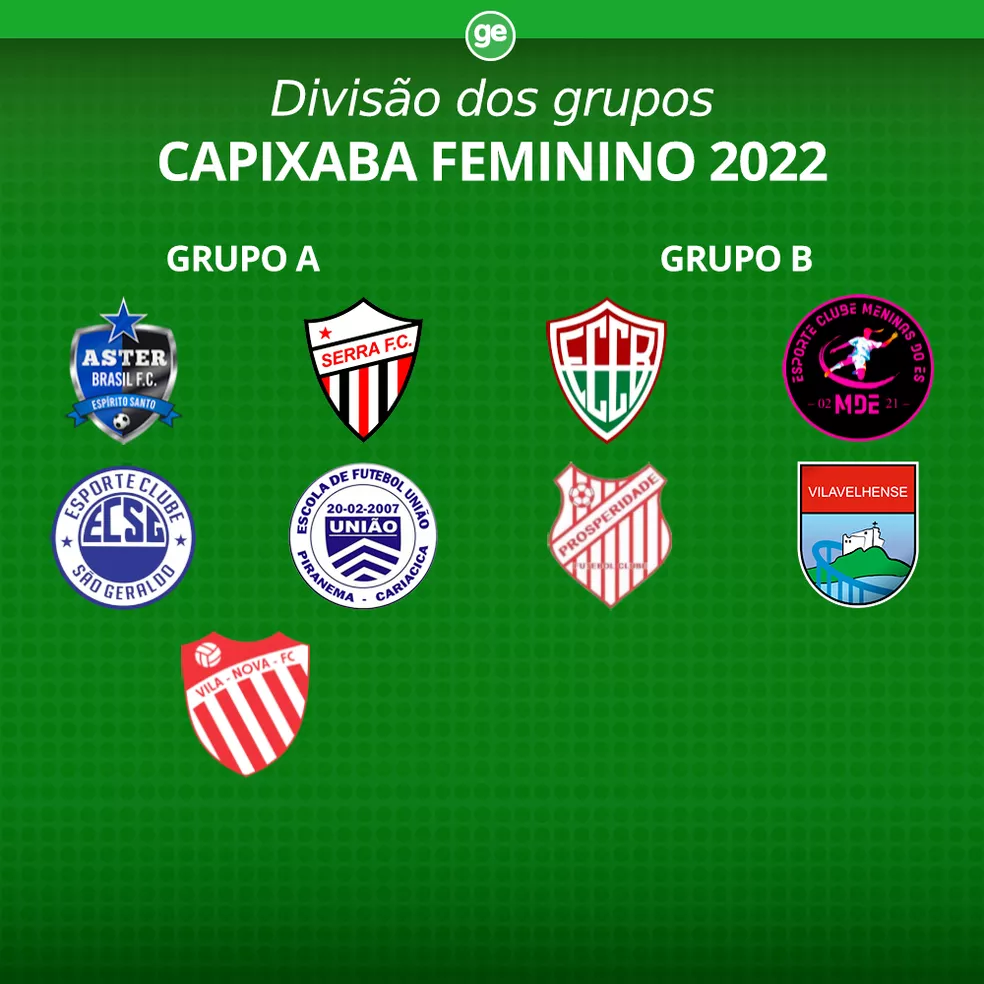 ge
Divisão dos grupos
CAPIXABA FEMININO 2022
GRUPO A
ASTER
BRASIL F.C.
ESPÍRITO SANTO
SERRA F.C.
ESPORTE CLUBE
ECSG
SÃO GERALDO
ESCOLA DE FUTEBOL UNIÃO
20-02-2007
UNIÃO
PIRANEMA - CARIACICA
VILA - NOVA - FC
GRUPO B
ECCB
ESPORTE CLUBE MENINAS DO ES
- 02 MDE 21 -
PROSPERIDADE
FUTEBOL CLUBE
VILAVELHENSE